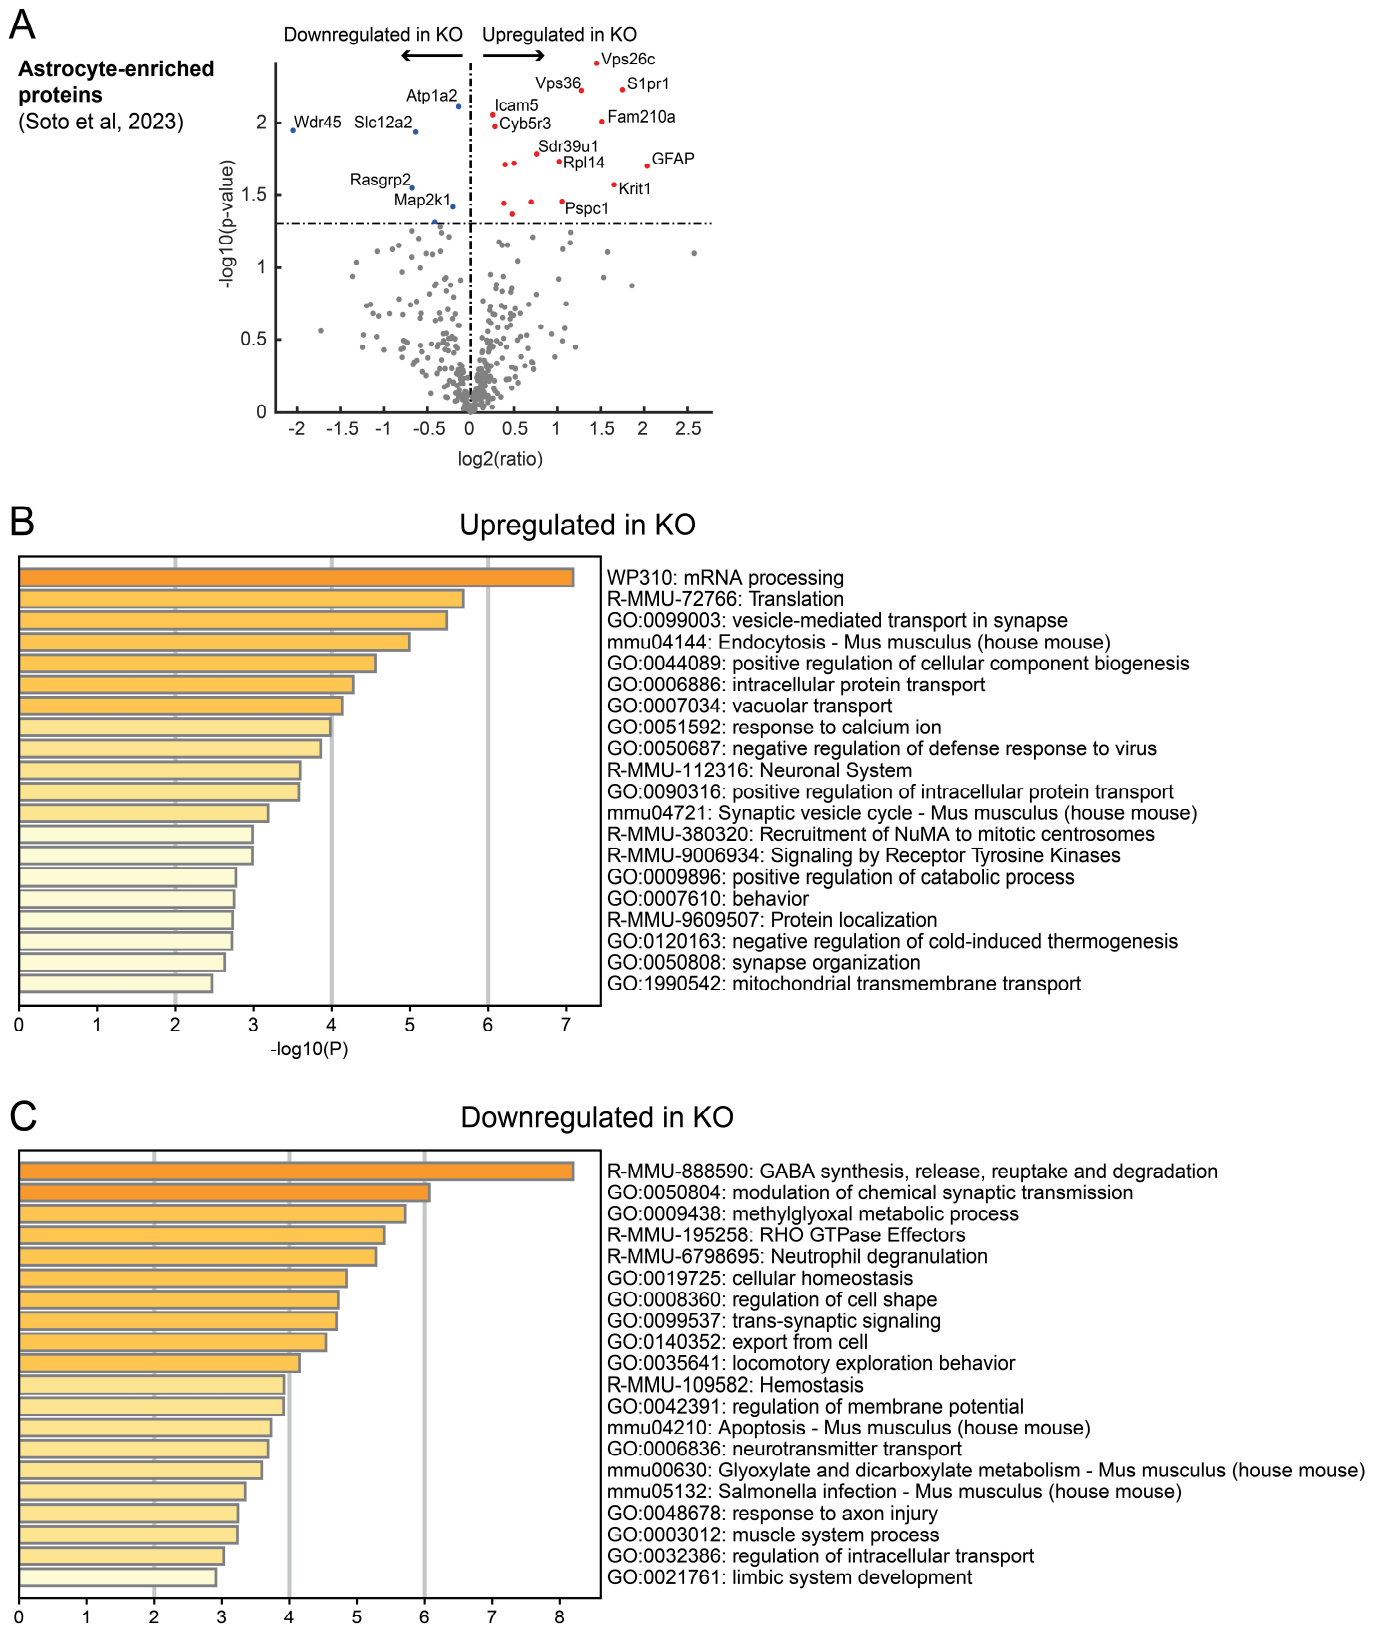 A
Downregulated in KO
Upregulated in KO
Astrocyte-enriched
proteins
(Soto et al, 2023)
Vps26c
Vps36
S1pr1
Atp1a2
Icam5
Wdr45
Slc12a2
Cyb5r3
Fam210a
Sdr39u1
Rpl14
GFAP
Rasgrp2
Krit1
Map2k1
Pspc1
-log10(p-value)
2
1.5
1
0.5
0
-2 -1.5 -1 -0.5 0 0.5 1 1.5 2 2.5
log2(ratio)
B
Upregulated in KO
WP310: mRNA processing
R-MMU-72766: Translation
GO:0099003: vesicle-mediated transport in synapse
mmu04144: Endocytosis - Mus musculus (house mouse)
GO:0044089: positive regulation of cellular component biogenesis
GO:0006886: intracellular protein transport
GO:0007034: vacuolar transport
GO:0051592: response to calcium ion
GO:0050687: negative regulation of defense response to virus
R-MMU-112316: Neuronal System
GO:0090316: positive regulation of intracellular protein transport
mmu04721: Synaptic vesicle cycle - Mus musculus (house mouse)
R-MMU-380320: Recruitment of NuMA to mitotic centrosomes
R-MMU-9006934: Signaling by Receptor Tyrosine Kinases
GO:0009896: positive regulation of catabolic process
GO:0007610: behavior
R-MMU-9609507: Protein localization
GO:0120163: negative regulation of cold-induced thermogenesis
GO:0050808: synapse organization
GO:1990542: mitochondrial transmembrane transport
0 1 2 3 4 5 6 7
-log10(P)
C
Downregulated in KO
R-MMU-888590: GABA synthesis, release, reuptake and degradation
GO:0050804: modulation of chemical synaptic transmission
GO:0009438: methylglyoxal metabolic process
R-MMU-195258: RHO GTPase Effectors
R-MMU-6798695: Neutrophil degranulation
GO:0019725: cellular homeostasis
GO:0008360: regulation of cell shape
GO:0099537: trans-synaptic signaling
GO:0140352: export from cell
GO:0035641: locomotory exploration behavior
R-MMU-109582: Hemostasis
GO:0042391: regulation of membrane potential
mmu04210: Apoptosis - Mus musculus (house mouse)
GO:0006836: neurotransmitter transport
mmu00630: Glyoxylate and dicarboxylate metabolism - Mus musculus (house mouse)
mmu05132: Salmonella infection - Mus musculus (house mouse)
GO:0048678: response to axon injury
GO:0003012: muscle system process
GO:0032386: regulation of intracellular transport
GO:0021761: limbic system development
0 1 2 3 4 5 6 7 8